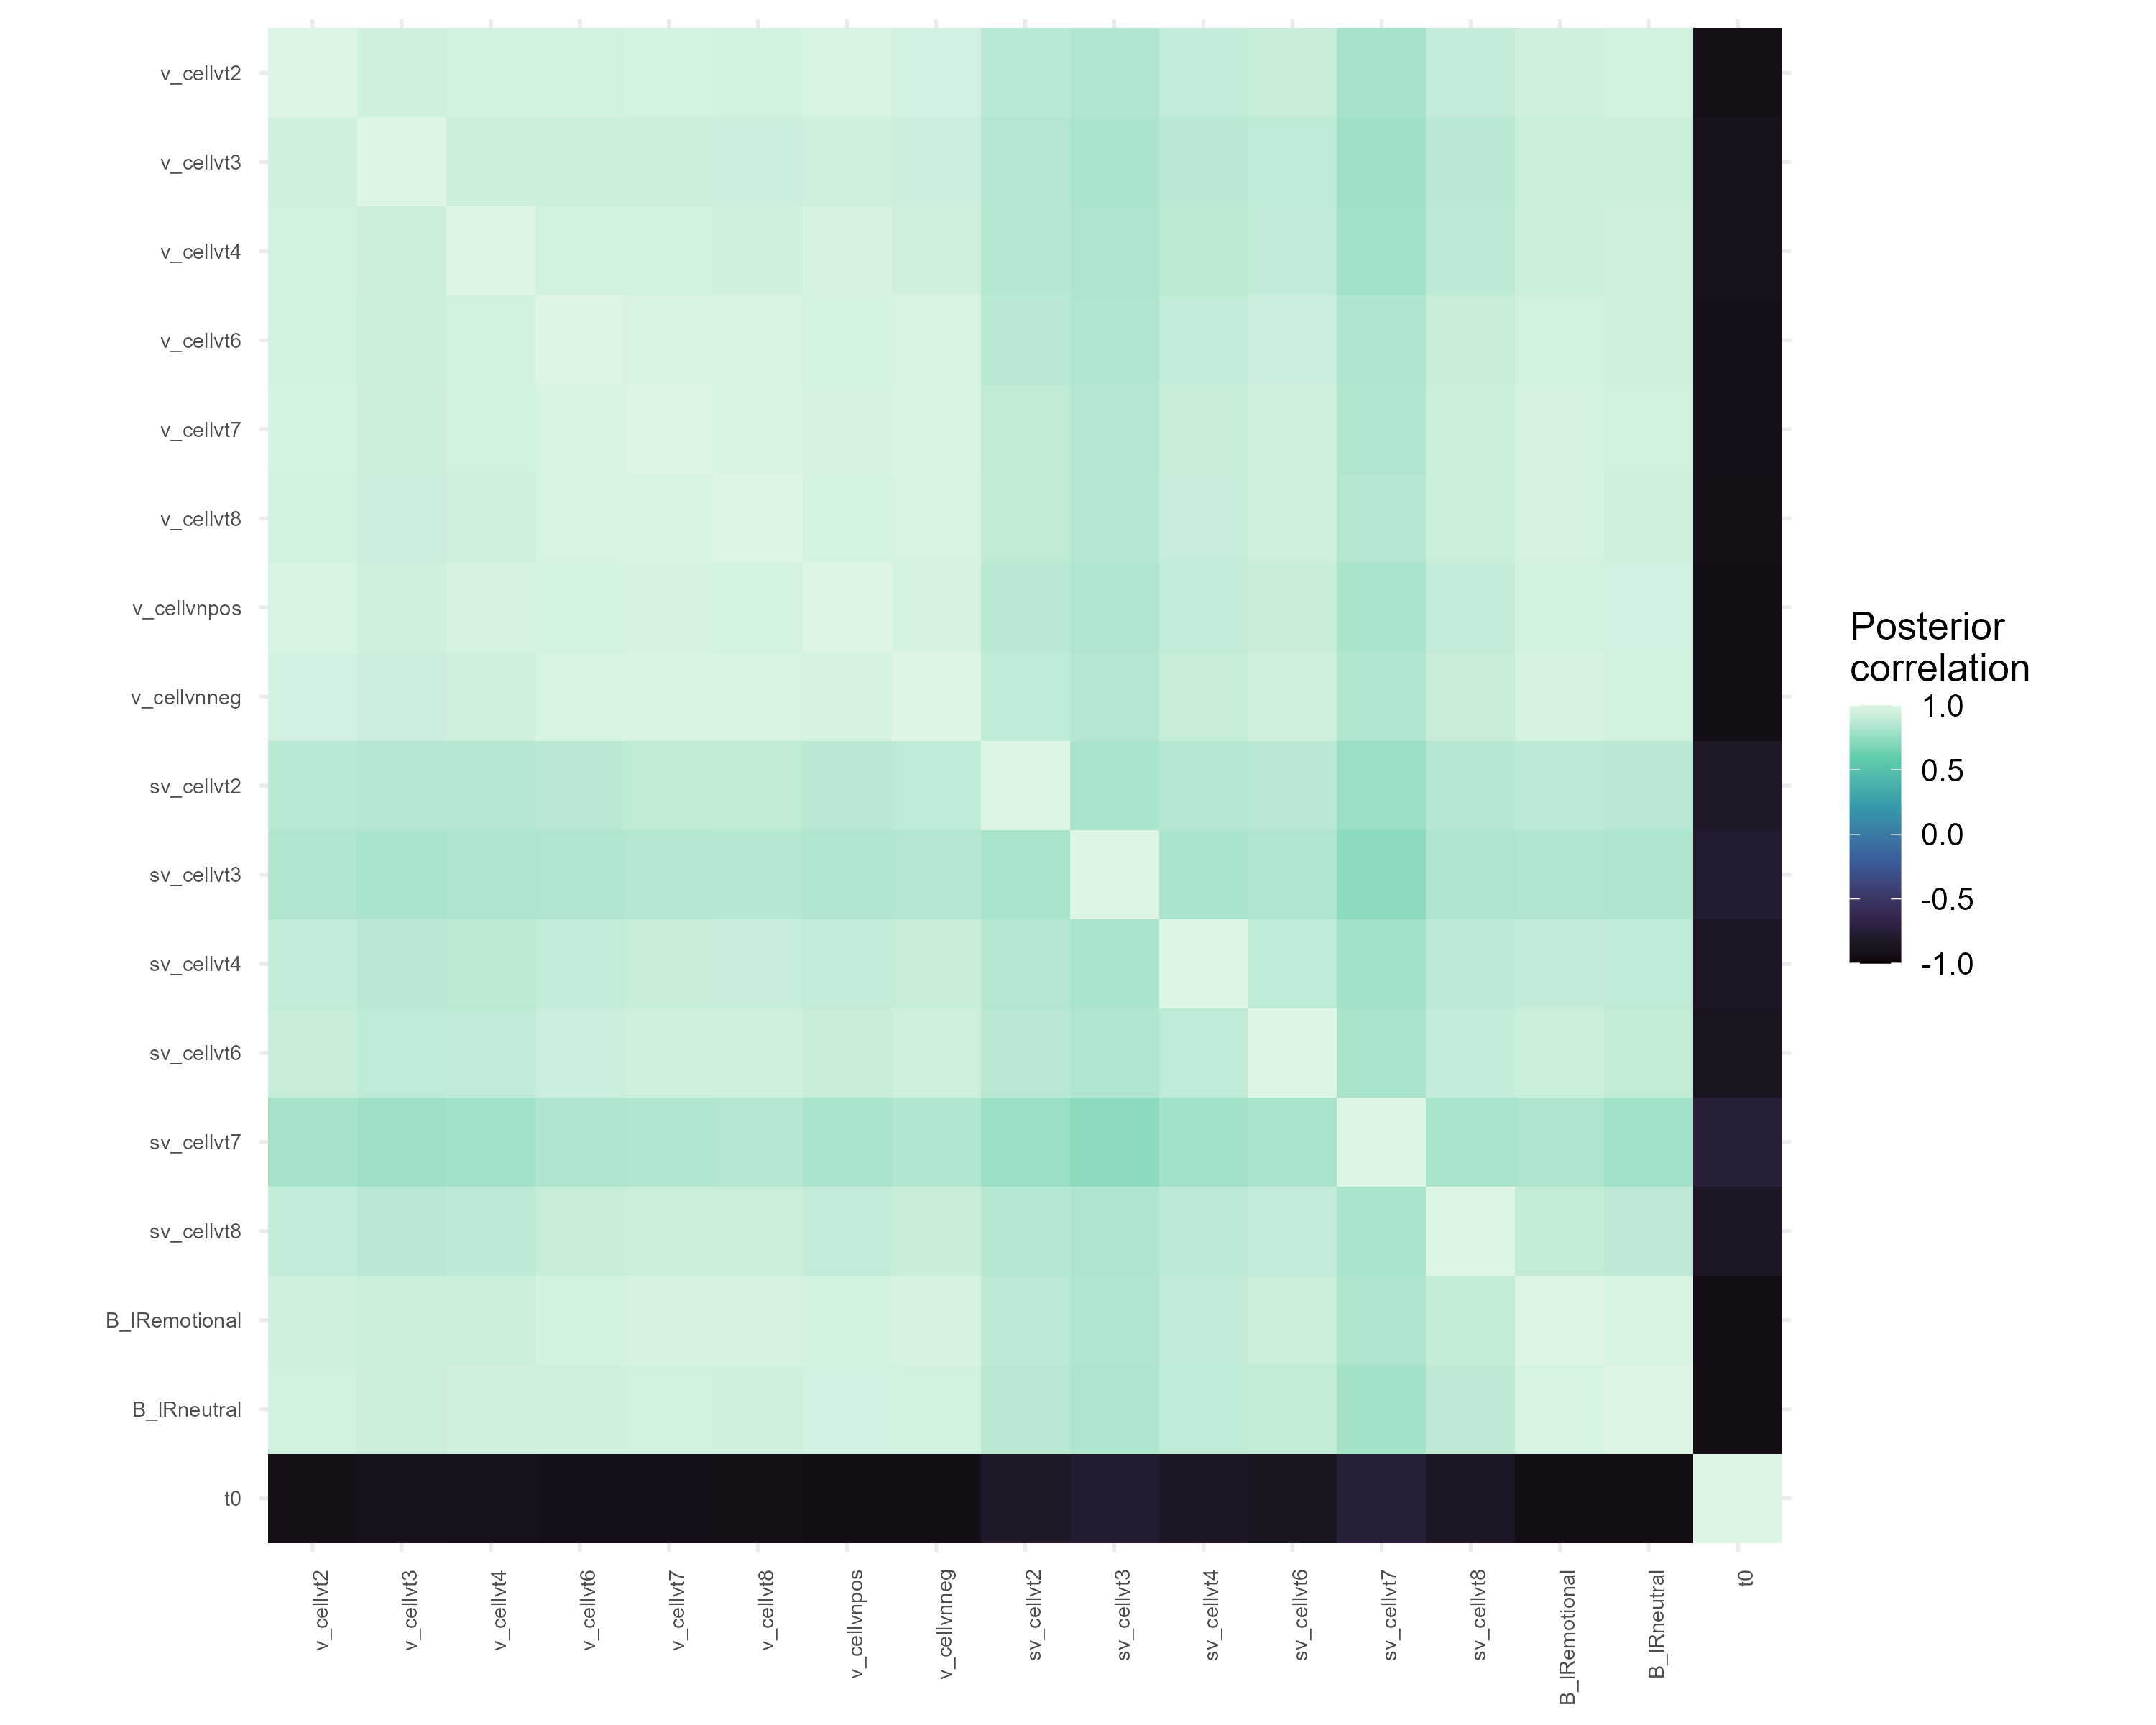 v_cellvt2
v_cellvt3
v_cellvt4
v_cellvt6
v_cellvt7
v_cellvt8
v_cellvnpos
v_cellvnneg
sv_cellvt2
sv_cellvt3
sv_cellvt4
sv_cellvt6
sv_cellvt7
sv_cellvt8
B_lRemotional
B_lRneutral
t0
v_cellvt2
v_cellvt3
v_cellvt4
v_cellvt6
v_cellvt7
v_cellvt8
v_cellvnpos
v_cellvnneg
sv_cellvt2
sv_cellvt3
sv_cellvt4
sv_cellvt6
sv_cellvt7
sv_cellvt8
B_lRemotional
B_lRneutral
t0
Posterior
correlation
1.0
0.5
0.0
-0.5
-1.0